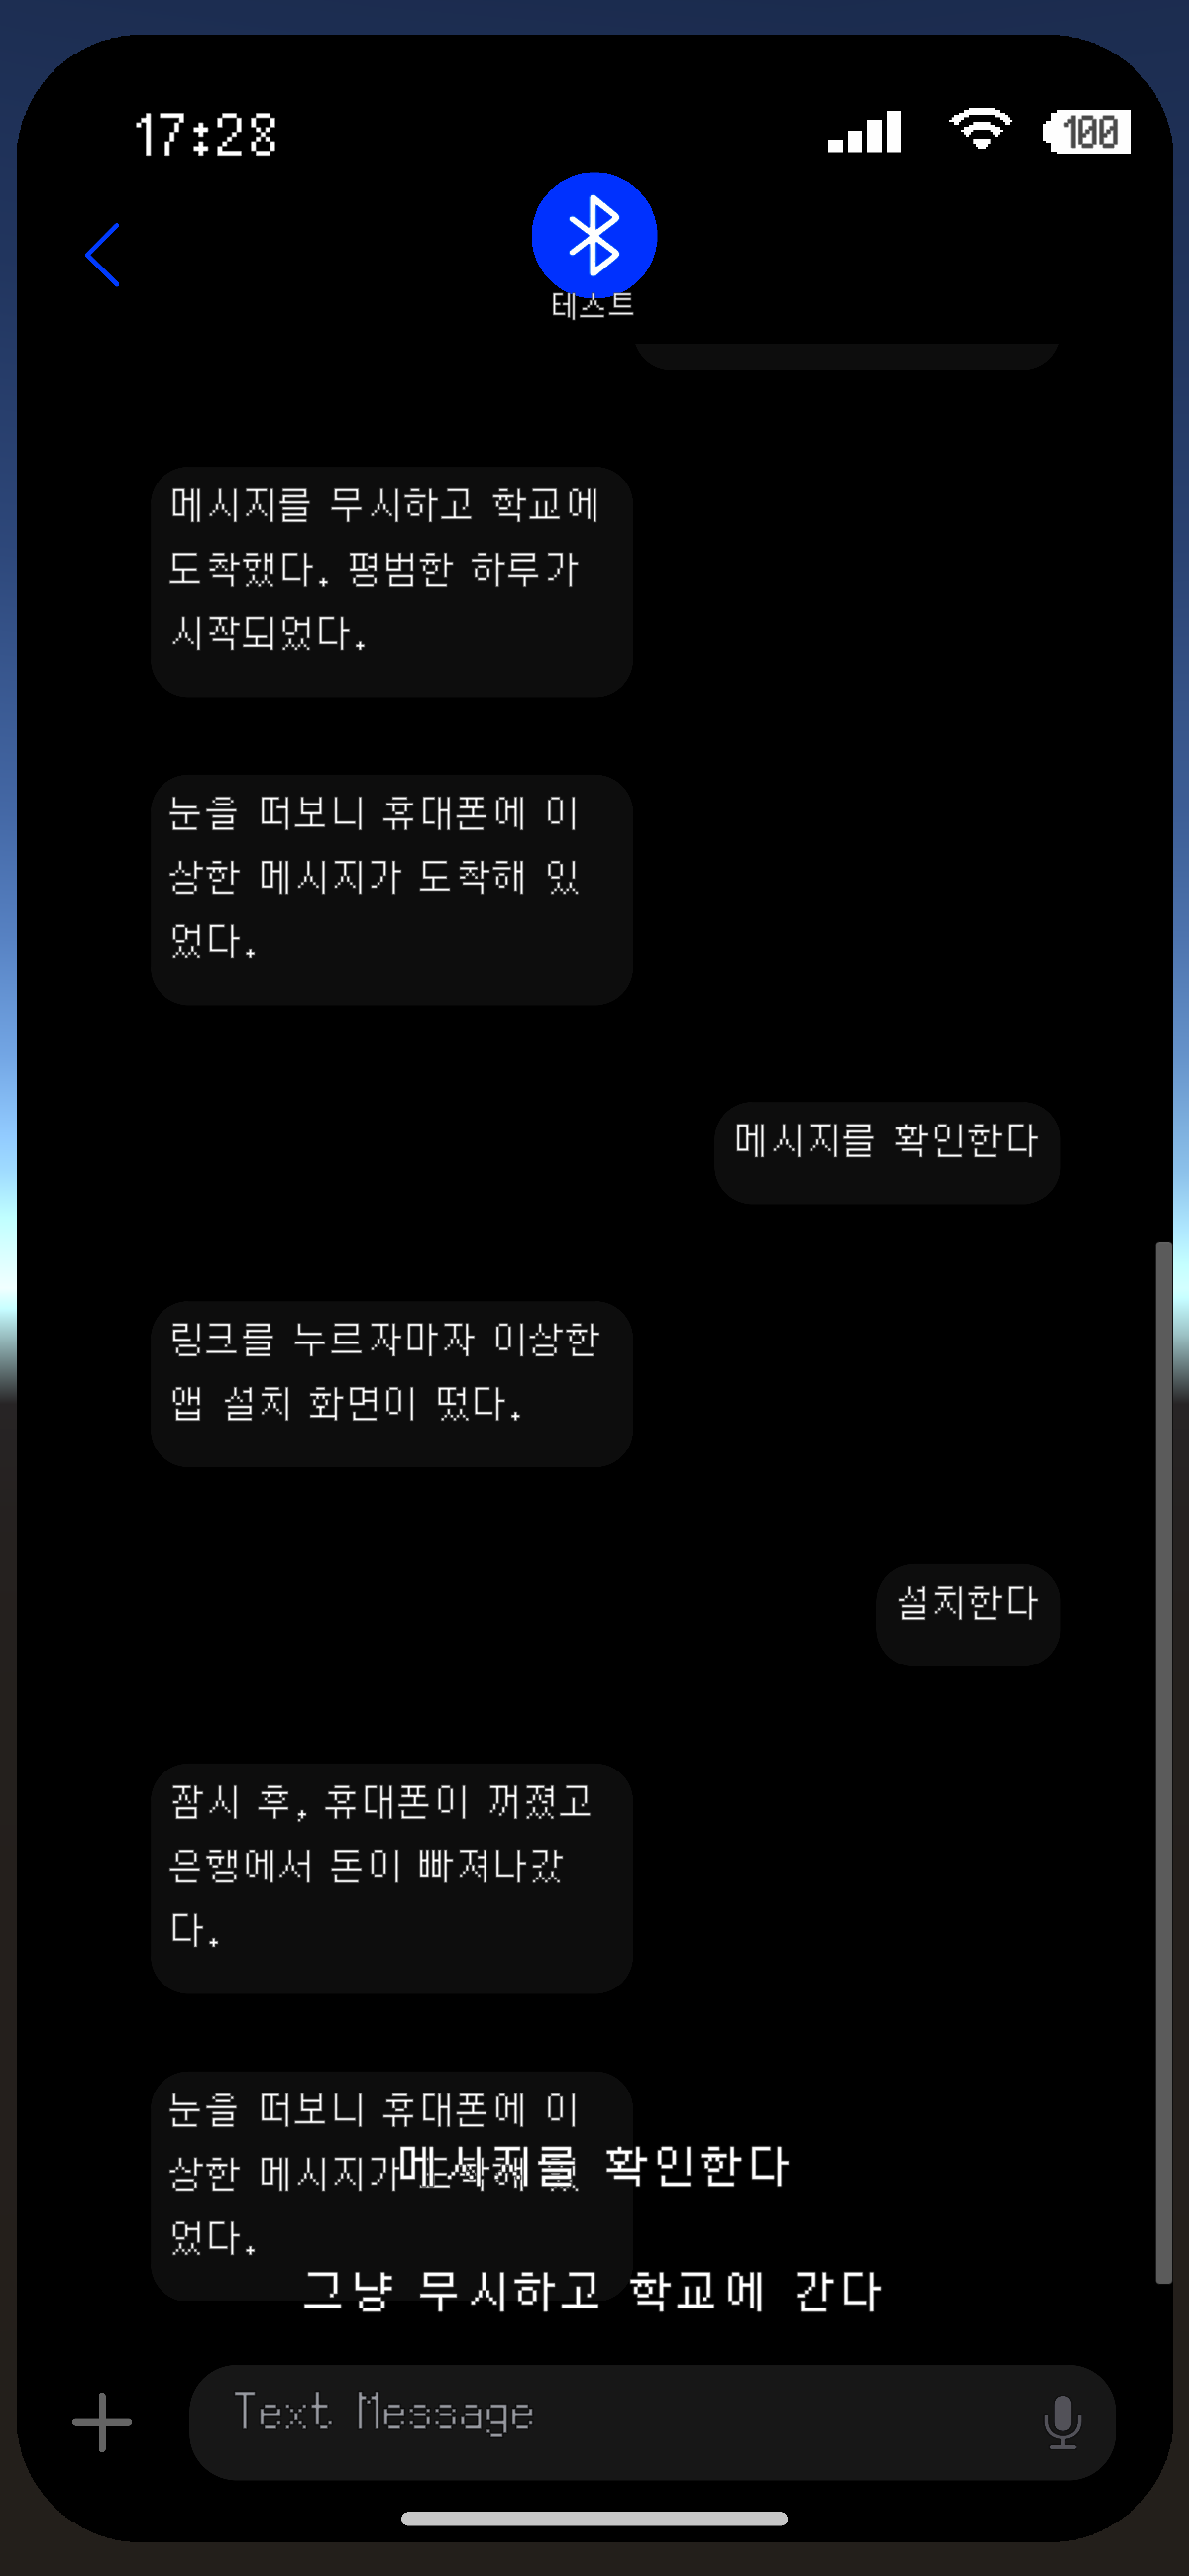 17:28
100
테스트
메시지를 무시하고 학교에
도착했다. 평범한 하루가
시작되었다.
눈을 떠보니 휴대폰에 이
상한 메시지가 도착해 있
었다.
메시지를 확인한다
링크를 누르자마자 이상한
앱 설치 화면이 떴다.
설치한다
잠시 후, 휴대폰이 꺼졌고
은행에서 돈이 빠져나갔
다.
눈을 떠보니 휴대폰에 이
상한 메시지가 도착해 있
었다.
메시지를 확인한다
그냥 무시하고 학교에 간다
Text Message